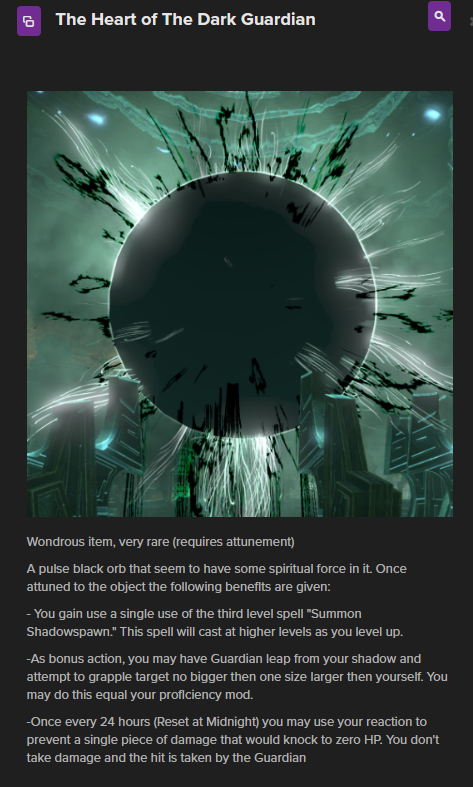 The Heart of The Dark Guardian
Wondrous item, very rare (requires attunement)
A pulse black orb that seem to have some spiritual force in it. Once
attuned to the object the following benefits are given:
- You gain use a single use of the third level spell "Summon
Shadowspawn." This spell will cast at higher levels as you level up.
-As bonus action, you may have Guardian leap from your shadow and
attempt to grapple target no bigger then one size larger then yourself. You
may do this equal your proficiency mod.
-Once every 24 hours (Reset at Midnight) you may use your reaction to
prevent a single piece of damage that would knock to zero HP. You don't
take damage and the hit is taken by the Guardian